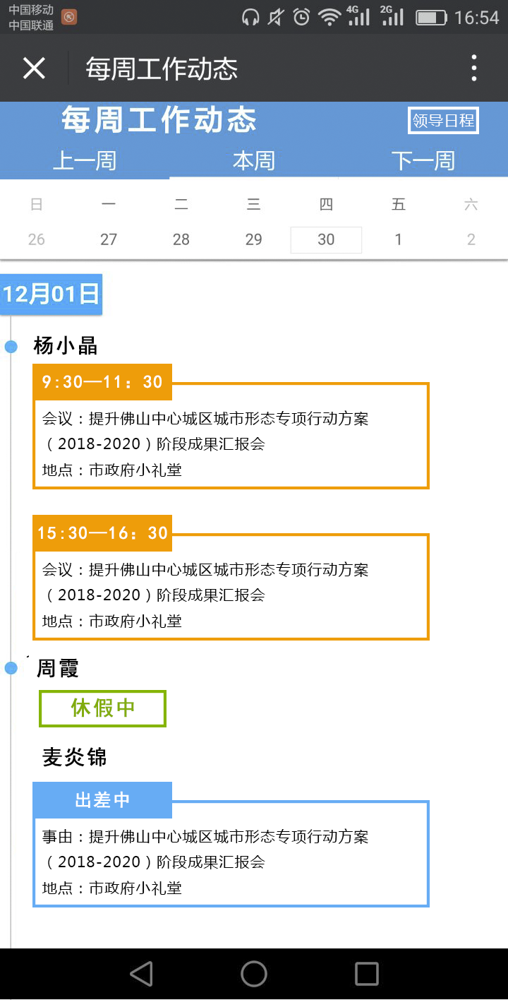 中国移动
中国联通
4G 2G 16:54
每周工作动态
每周工作动态 领导日程
上一周 本周 下一周
日 一 二 三 四 五 六
26 27 28 29 30 1 2
12月01日
杨小晶
9:30—11：30
会议：提升佛山中心城区城市形态专项行动方案
（2018-2020）阶段成果汇报会
地点：市政府小礼堂
15:30—16：30
会议：提升佛山中心城区城市形态专项行动方案
（2018-2020）阶段成果汇报会
地点：市政府小礼堂
周霞
休假中
麦炎锦
出差中
事由：提升佛山中心城区城市形态专项行动方案
（2018-2020）阶段成果汇报会
地点：市政府小礼堂